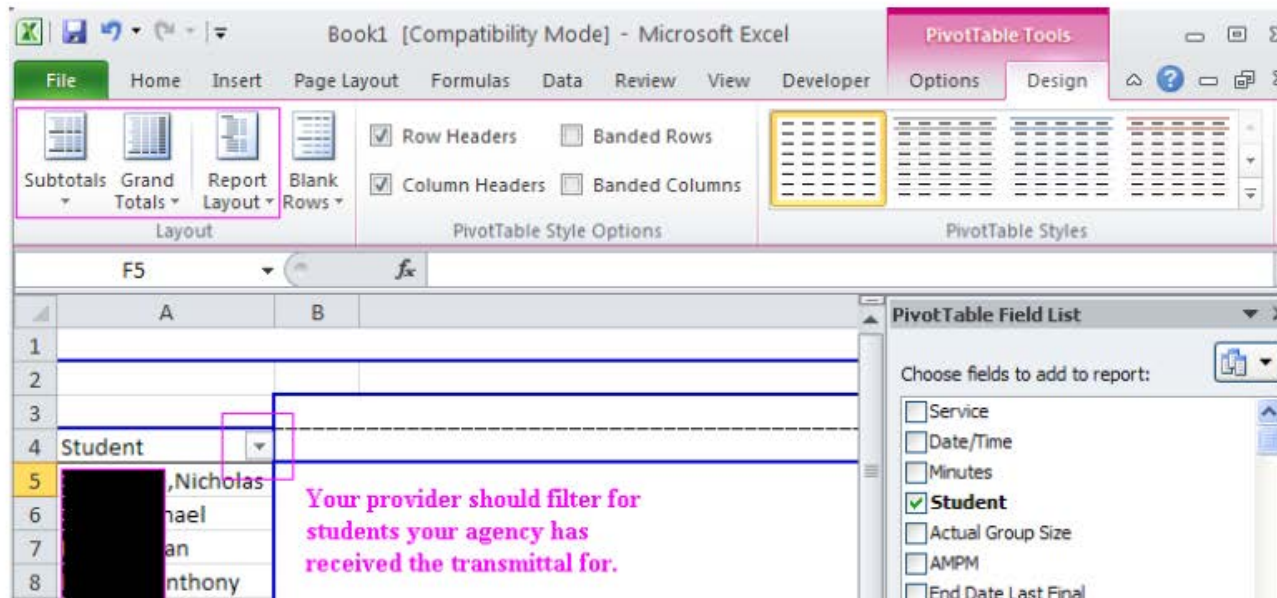 Book1 [Compatibility Mode] - Microsoft Excel
PivotTable Tools
File Home Insert Page Layout Formulas Data Review View Developer Options Design
Subtotals Grand Totals Report Layout Blank Rows
Row Headers Banded Rows
Column Headers Banded Columns
Layout PivotTable Style Options PivotTable Styles
F5 fx
A B
PivotTable Field List
1
2
3
4 Student
5 ,Nicholas
6 hael
7 an
8 nthony
Your provider should filter for
students your agency has
received the transmittal for.
Choose fields to add to report:
Service
Date/Time
Minutes
Student
Actual Group Size
AMPM
End Date Last Final